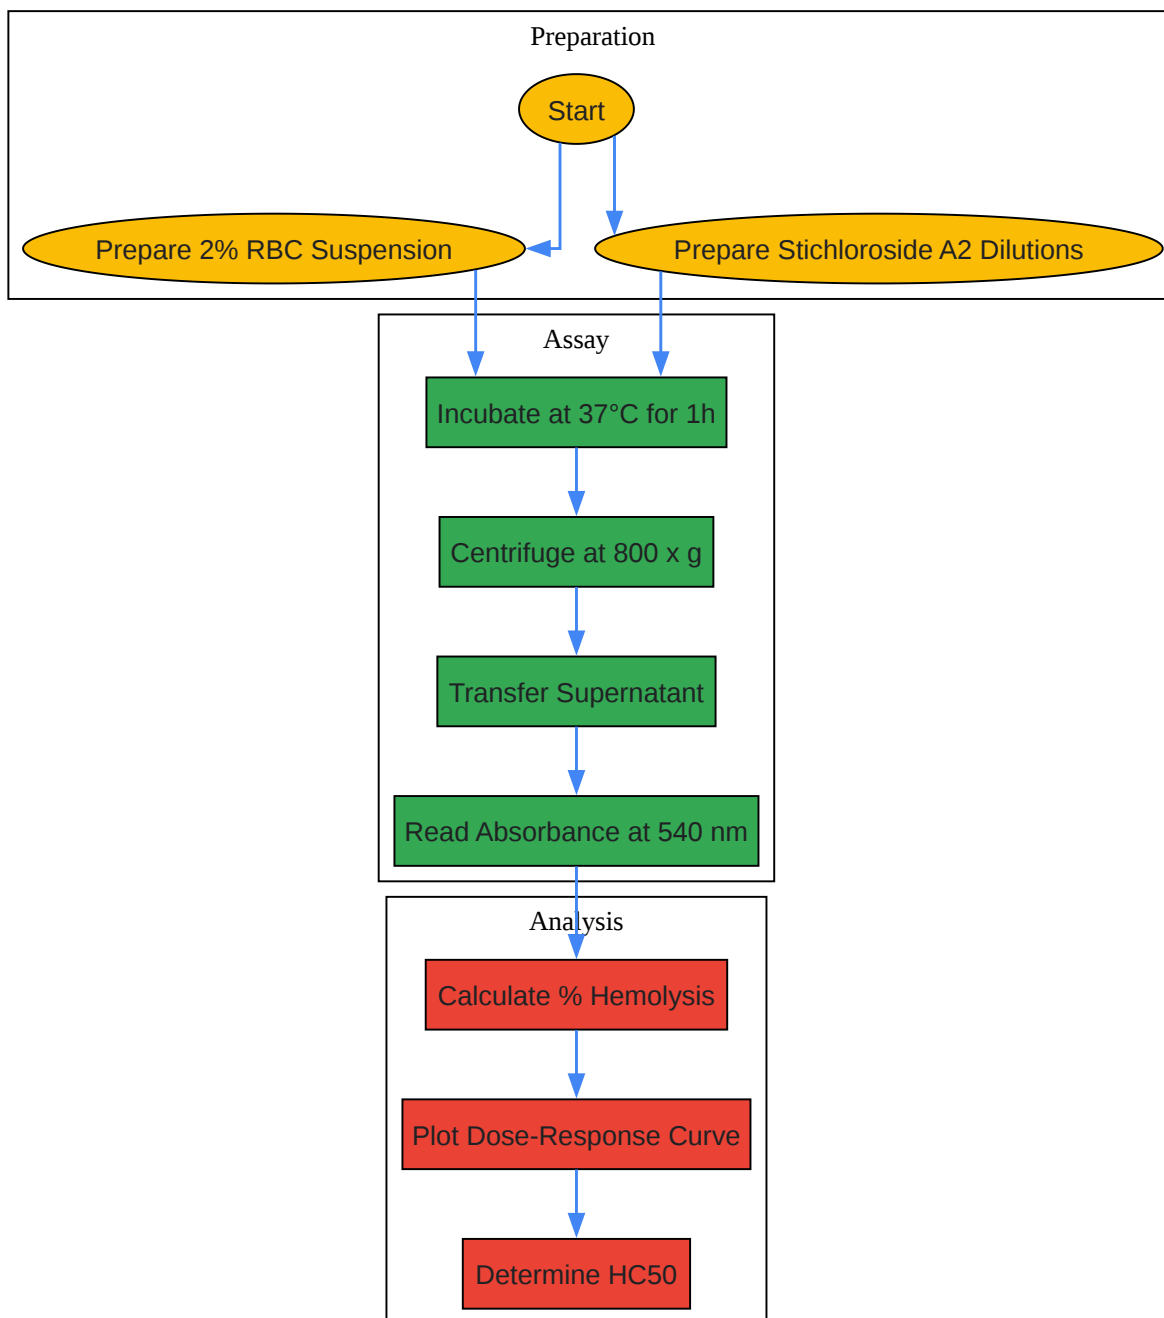 Preparation
Start
Prepare 2% RBC Suspension
Prepare Stichloroside A2 Dilutions
Assay
Incubate at 37°C for 1h
Centrifuge at 800 x g
Transfer Supernatant
Read Absorbance at 540 nm
Analysis
Calculate % Hemolysis
Plot Dose-Response Curve
Determine HC50